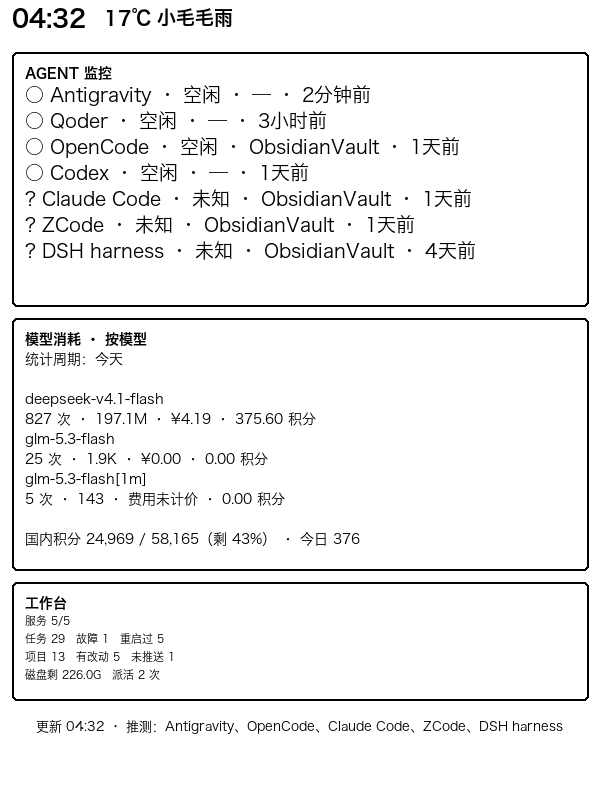 04:32 17℃ 小毛毛雨
AGENT 监控
○ Antigravity · 空闲 · — · 2分钟前
○ Qoder · 空闲 · — · 3小时前
○ OpenCode · 空闲 · ObsidianVault · 1天前
○ Codex · 空闲 · — · 1天前
? Claude Code · 未知 · ObsidianVault · 1天前
? ZCode · 未知 · ObsidianVault · 1天前
? DSH harness · 未知 · ObsidianVault · 4天前
模型消耗 · 按模型
统计周期：今天
deepseek-v4.1-flash
827 次 · 197.1M · ¥4.19 · 375.60 积分
glm-5.3-flash
25 次 · 1.9K · ¥0.00 · 0.00 积分
glm-5.3-flash[1m]
5 次 · 143 · 费用未计价 · 0.00 积分
国内积分 24,969 / 58,165（剩 43%） · 今日 376
工作台
服务 5/5
任务 29 故障 1 重启过 5
项目 13 有改动 5 未推送 1
磁盘剩 226.0G 派活 2 次
更新 04:32 · 推测：Antigravity、OpenCode、Claude Code、ZCode、DSH harness